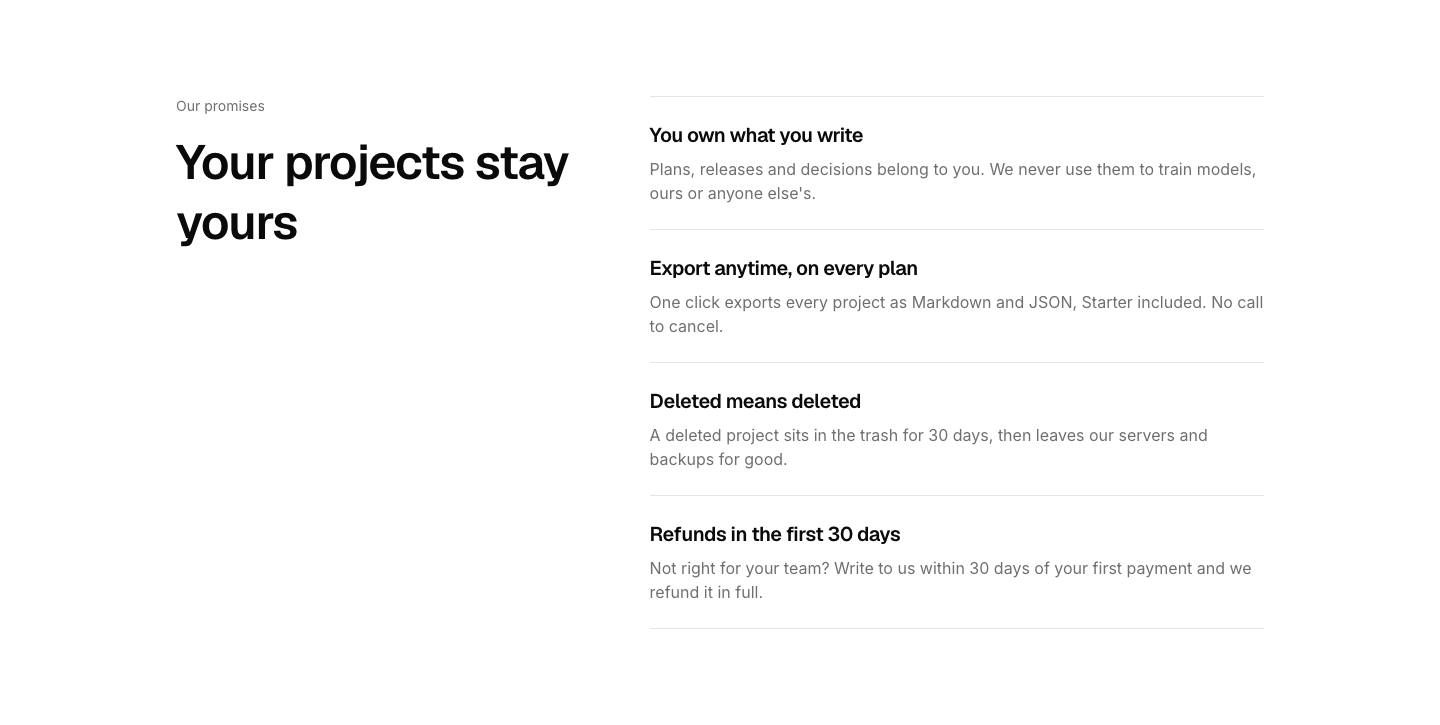 Our promises
Your projects stay
yours
You own what you write
Plans, releases and decisions belong to you. We never use them to train models,
ours or anyone else's.
Export anytime, on every plan
One click exports every project as Markdown and JSON, Starter included. No call
to cancel.
Deleted means deleted
A deleted project sits in the trash for 30 days, then leaves our servers and
backups for good.
Refunds in the first 30 days
Not right for your team? Write to us within 30 days of your first payment and we
refund it in full.